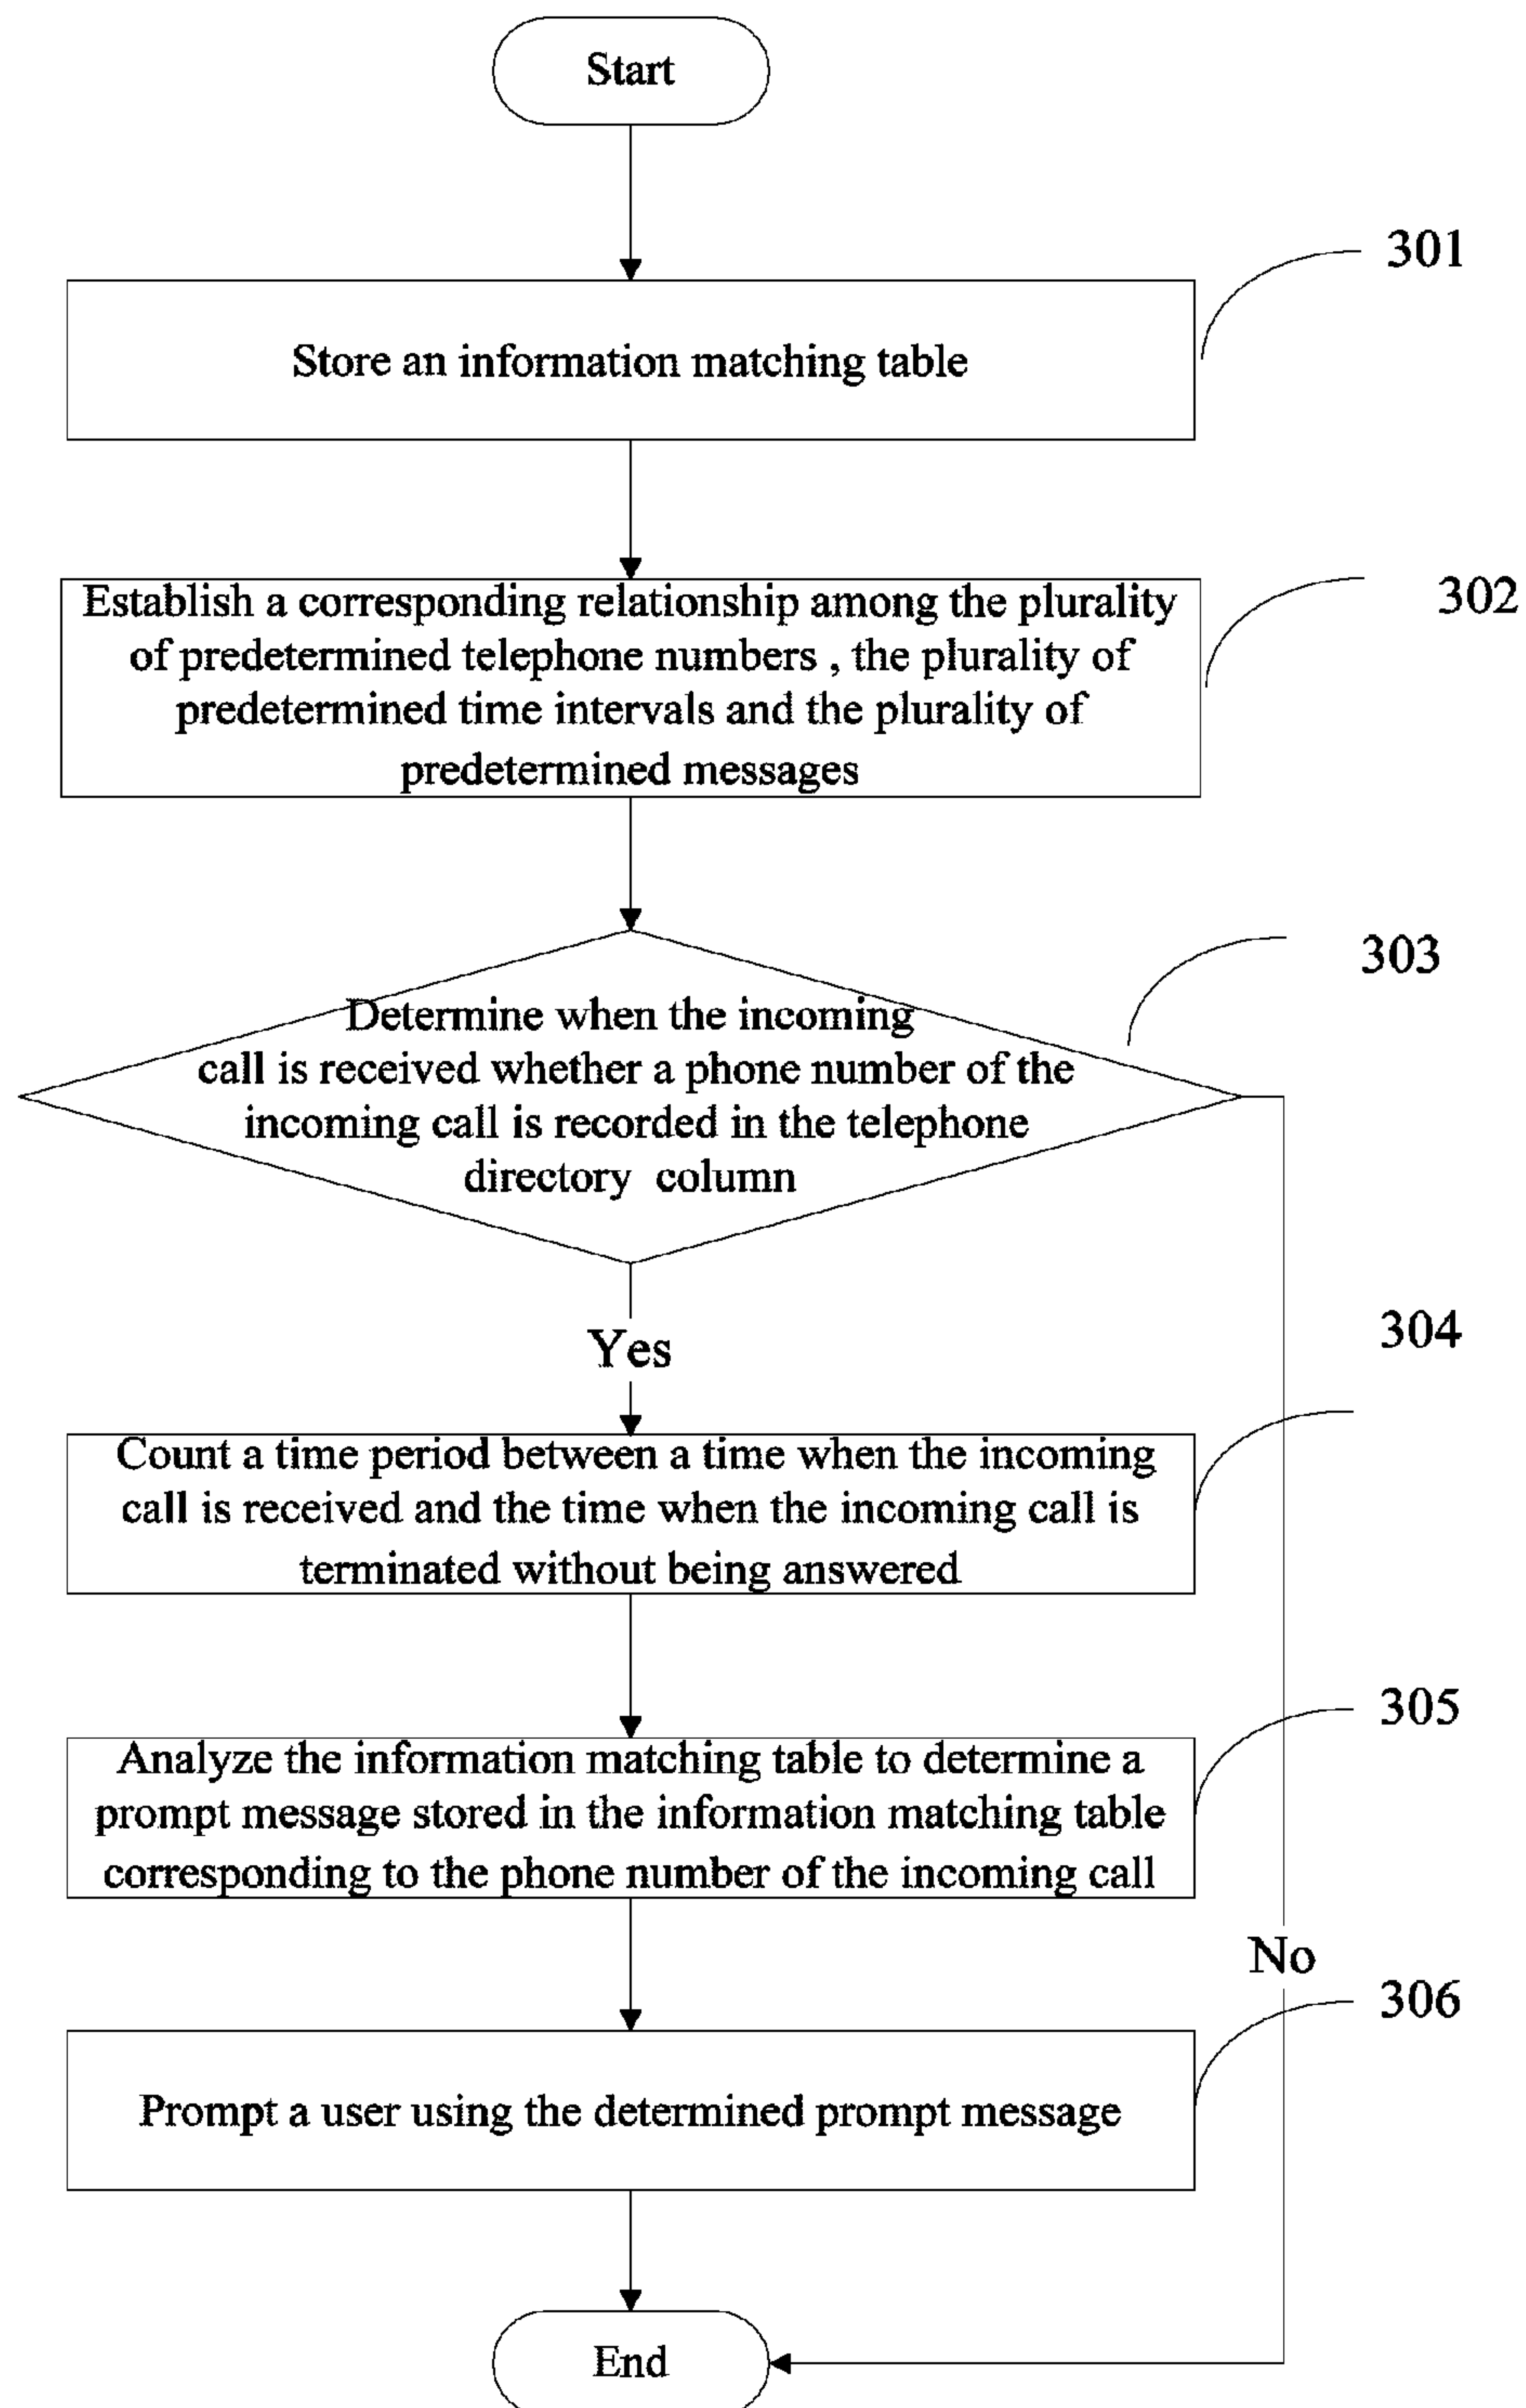 Start
301
Store an information matching table
302
Establish a corresponding relationship among the plurality
of predetermined telephone numbers , the plurality of
predetermined time intervals and the plurality of
predetermined messages
303
Determine when the incoming
call is received whether a phone number of the
incoming call is recorded in the telephone
directory column
Yes
304
Count a time period between a time when the incoming
call is received and the time when the incoming call is
terminated without being answered
305
Analyze the information matching table to determine a
prompt message stored in the information matching table
corresponding to the phone number of the incoming call
No
306
Prompt a user using the determined prompt message
End